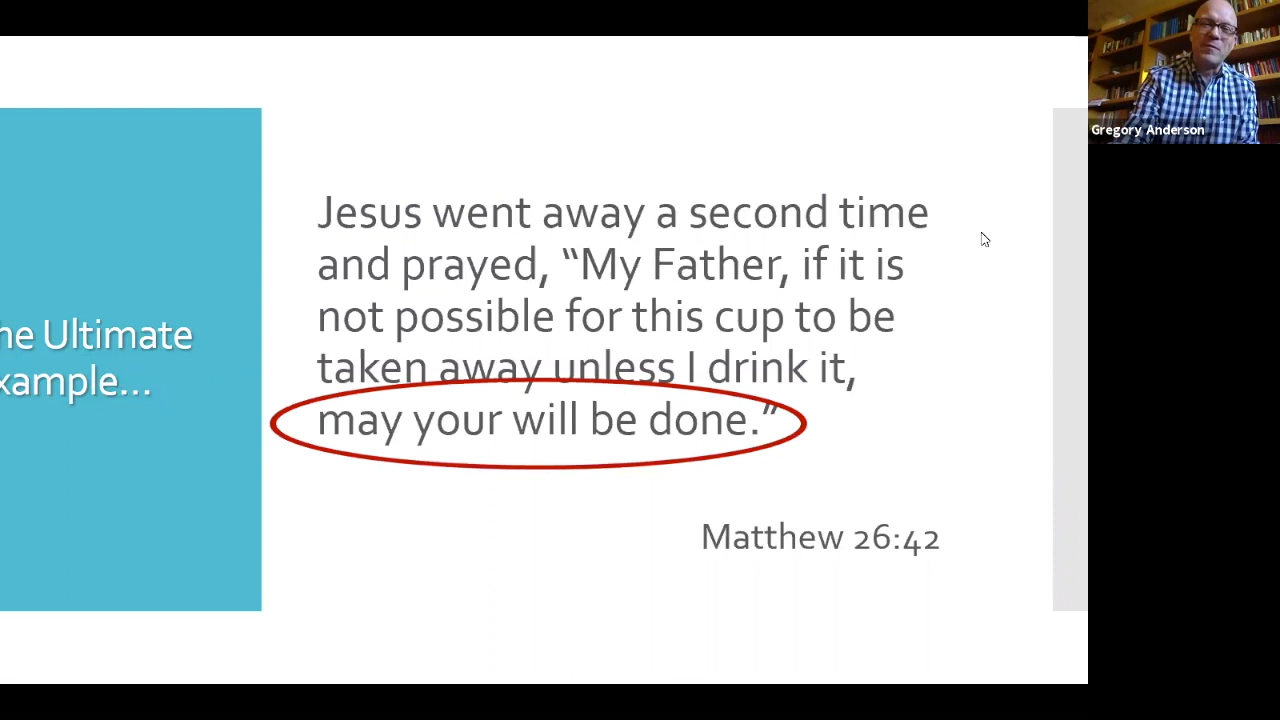 he Ultimate
xample...
Jesus went away a second time
and prayed, “My Father, if it is
not possible for this cup to be
taken away unless I drink it,
may your will be done.”
Matthew 26:42
Gregory Anderson